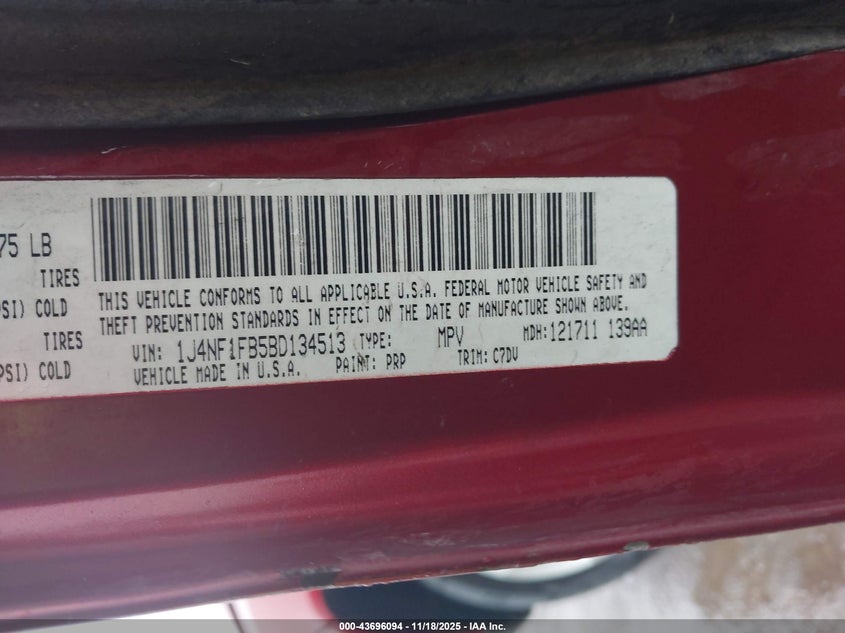 75 LB
TIRES
PSI) COLD
TIRES
PSI) COLD
THIS VEHICLE CONFORMS TO ALL APPLICABLE U.S.A. FEDERAL MOTOR VEHICLE SAFETY AND
THEFT PREVENTION STANDARDS IN EFFECT ON THE DATE OF MANUFACTURE SHOWN ABOVE.
VIN: 1J4NF1FB5BD134513 TYPE: MPV MDH:121711 139AA
VEHICLE MADE IN U.S.A. PAINT: PRP TRIM: C7DV
000-43696094 - 11/18/2025 - IAA Inc.